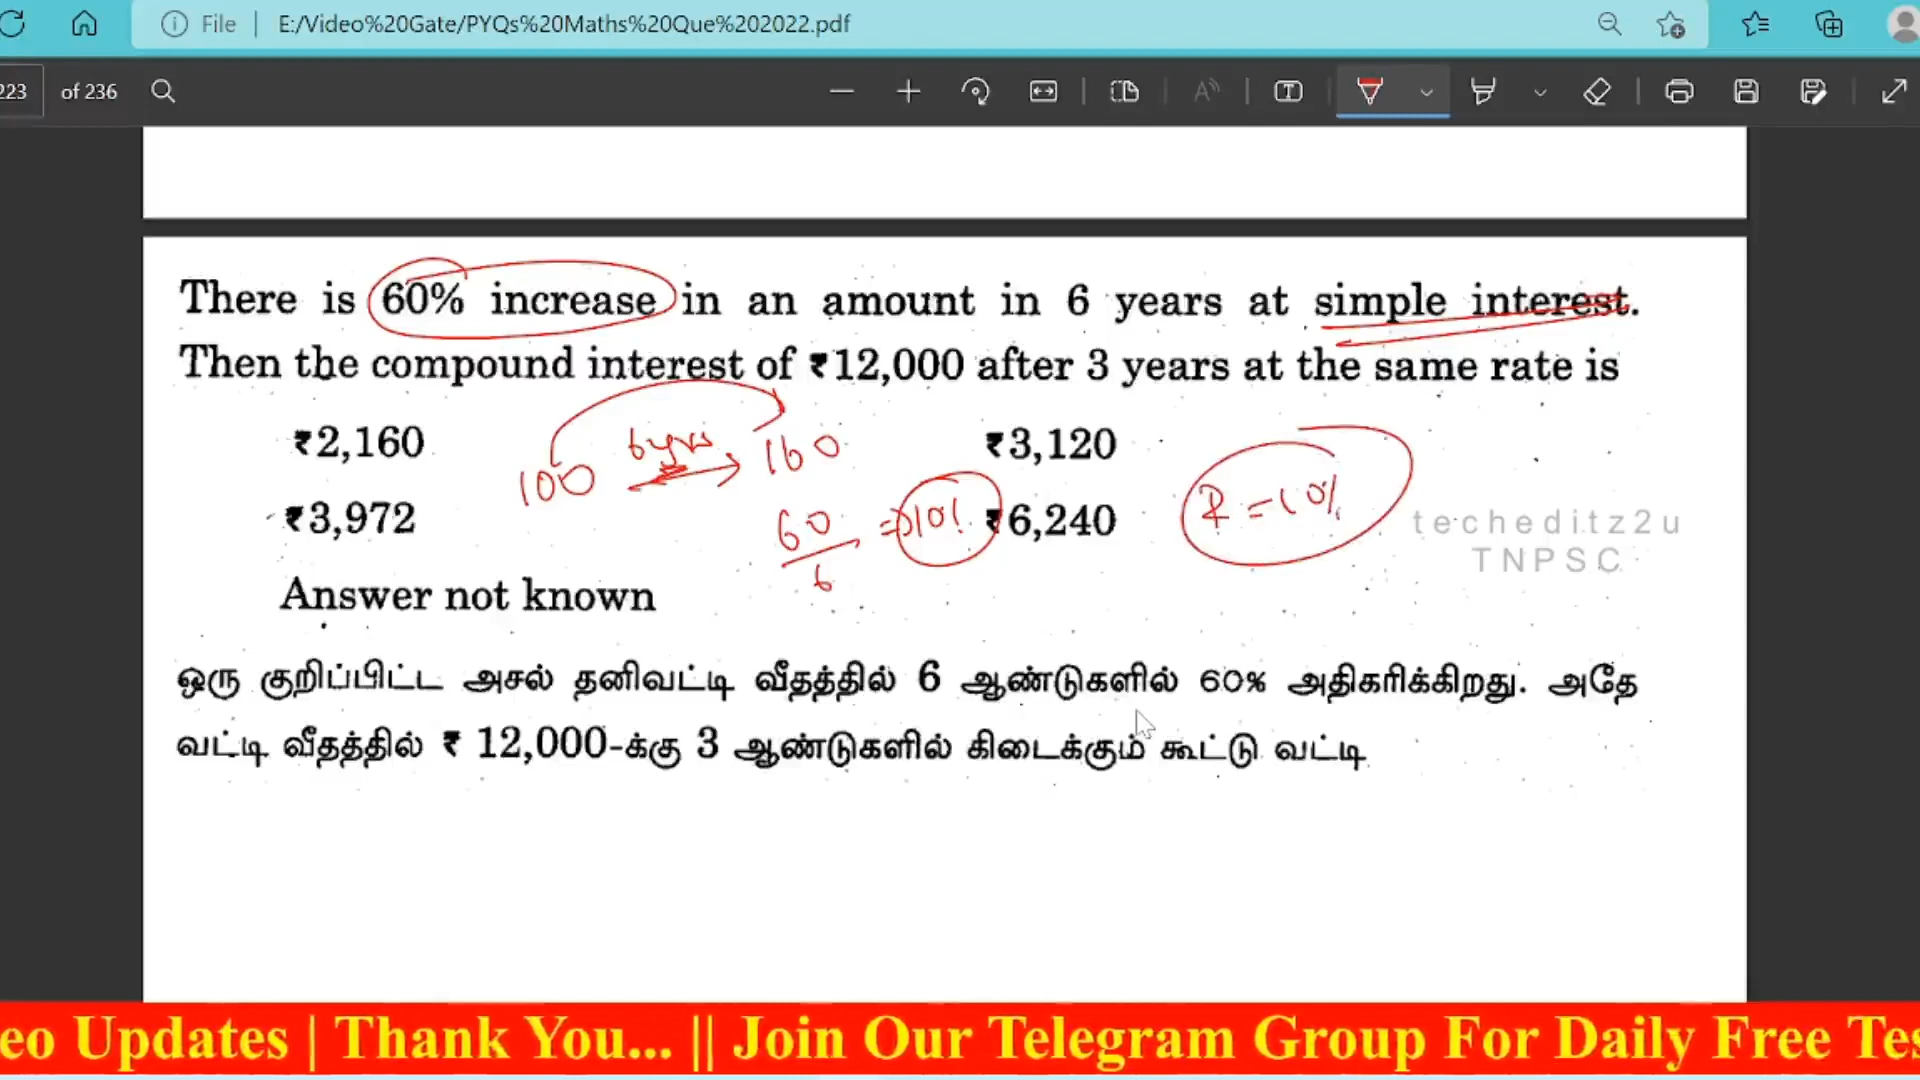 File | E:/Video%20Gate/PYQs%20Maths%20Que%202022.pdf
223 of 236
There is 60% increase in an amount in 6 years at simple interest.
Then the compound interest of ₹12,000 after 3 years at the same rate is
₹2,160 ₹3,120
100 6yrs 160
₹3,972 ₹6,240
60/6 => 10% R = 10%
techeditz2u
TNPSC
Answer not known
ஒரு குறிப்பிட்ட அசல் தனிவட்டி வீதத்தில் 6 ஆண்டுகளில் 60% அதிகரிக்கிறது. அதே
வட்டி வீதத்தில் ₹ 12,000-க்கு 3 ஆண்டுகளில் கிடைக்கும் கூட்டு வட்டி
eo Updates | Thank You... || Join Our Telegram Group For Daily Free Tes